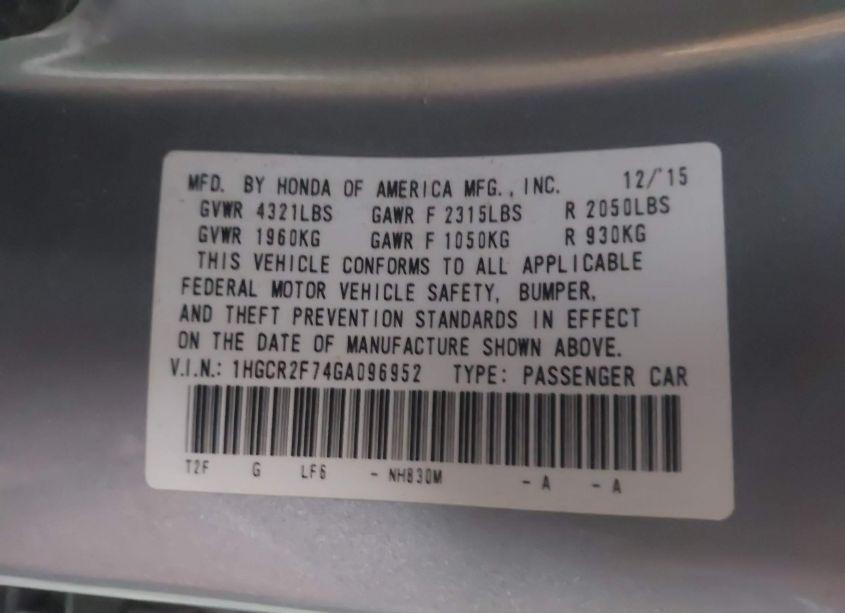 MFD. BY HONDA OF AMERICA MFG., INC. 12/'15
GVWR 4321LBS GAWR F 2315LBS R 2050LBS
GVWR 1960KG GAWR F 1050KG R 930KG
THIS VEHICLE CONFORMS TO ALL APPLICABLE
FEDERAL MOTOR VEHICLE SAFETY, BUMPER,
AND THEFT PREVENTION STANDARDS IN EFFECT
ON THE DATE OF MANUFACTURE SHOWN ABOVE.
V.I.N.: 1HGCR2F74GA096952 TYPE: PASSENGER CAR
T2F G LF6 - NH830M - A - A